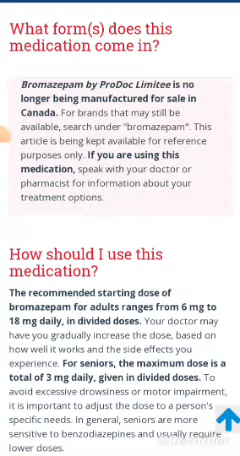 What form(s) does this
medication come in?
Bromazepam by ProDoc Limitee is no
longer being manufactured for sale in
Canada. For brands that may still be
available, search under "bromazepam". This
article is being kept available for reference
purposes only. If you are using this
medication, speak with your doctor or
pharmacist for information about your
treatment options.
How should I use this
medication?
The recommended starting dose of
bromazepam for adults ranges from 6 mg to
18 mg daily, in divided doses. Your doctor may
have you gradually increase the dose, based on
how well it works and the side effects you
experience. For seniors, the maximum dose is a
total of 3 mg daily, given in divided doses. To
avoid excessive drowsiness or motor impairment,
it is important to adjust the dose to a person's
specific needs. In general, seniors are more
sensitive to benzodiazepines and usually require
lower doses.